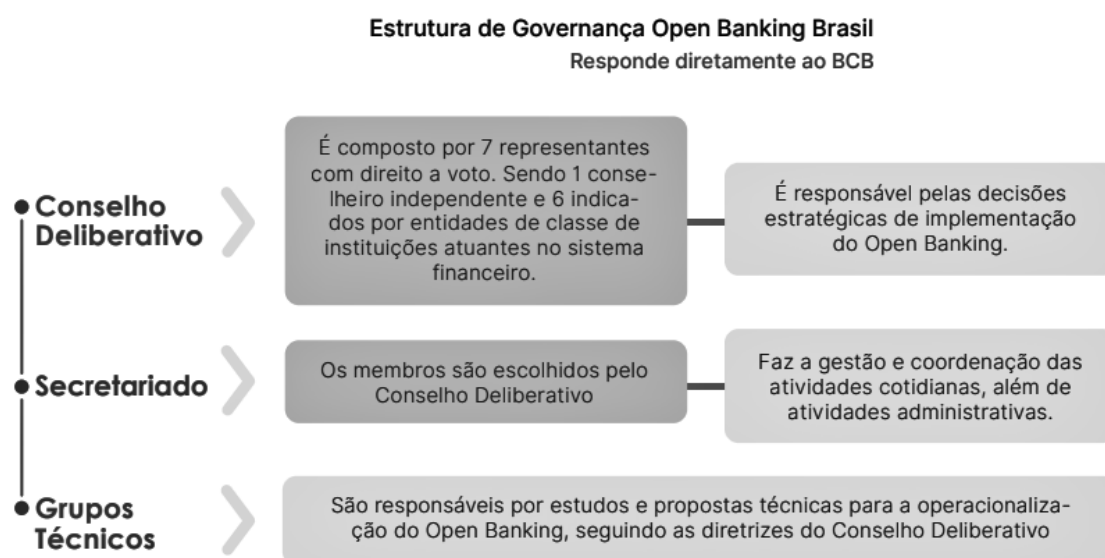 Estrutura de Governança Open Banking Brasil
Responde diretamente ao BCB
Conselho
Deliberativo
É composto por 7 representantes
com direito a voto. Sendo 1 conse-
lheiro independente e 6 indica-
dos por entidades de classe de
instituições atuantes no sistema
financeiro.
É responsável pelas decisões
estratégicas de implementação
do Open Banking.
Secretariado
Os membros são escolhidos pelo
Conselho Deliberativo
Faz a gestão e coordenação das
atividades cotidianas, além de
atividades administrativas.
Grupos
Técnicos
São responsáveis por estudos e propostas técnicas para a operacionaliza-
ção do Open Banking, seguindo as diretrizes do Conselho Deliberativo